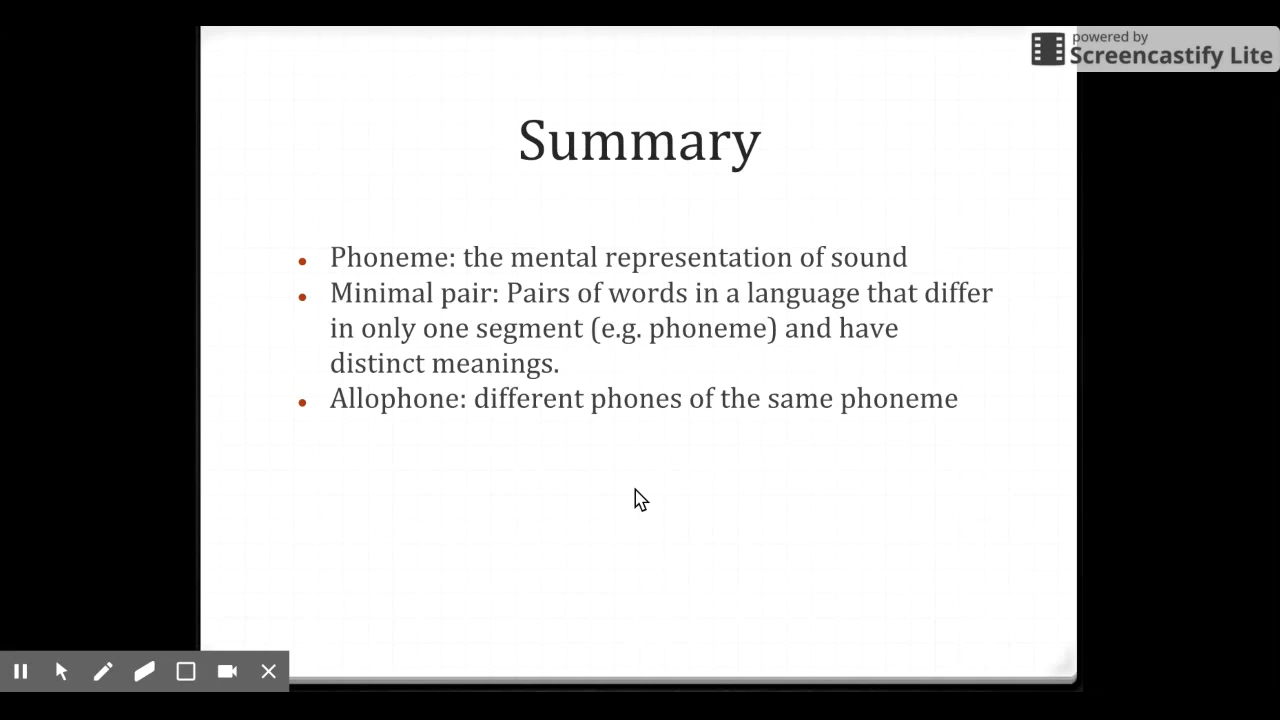 powered by
Screencastify Lite
Summary
• Phoneme: the mental representation of sound
• Minimal pair: Pairs of words in a language that differ
in only one segment (e.g. phoneme) and have
distinct meanings.
• Allophone: different phones of the same phoneme